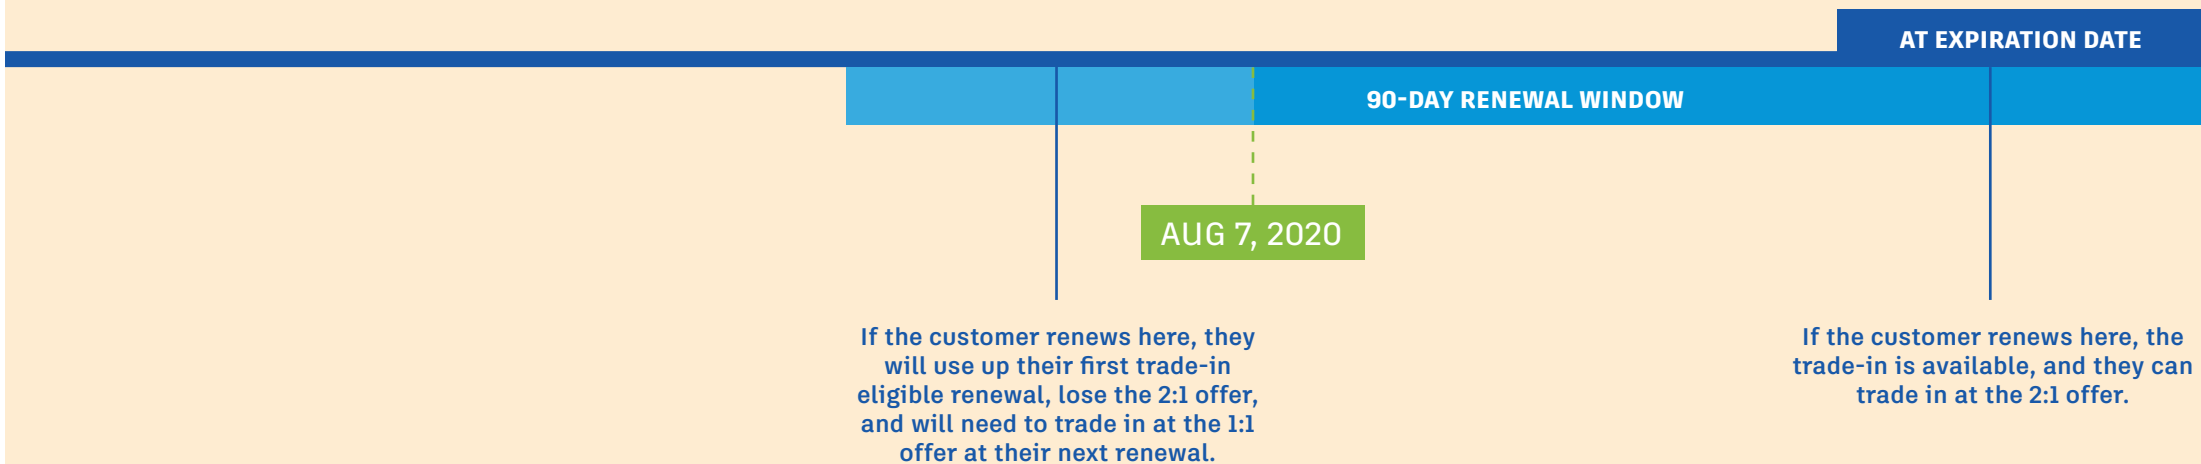 AT EXPIRATION DATE
90-DAY RENEWAL WINDOW
AUG 7, 2020
If the customer renews here, they
will use up their first trade-in
eligible renewal, lose the 2:1 offer,
and will need to trade in at the 1:1
offer at their next renewal.
If the customer renews here, the
trade-in is available, and they can
trade in at the 2:1 offer.